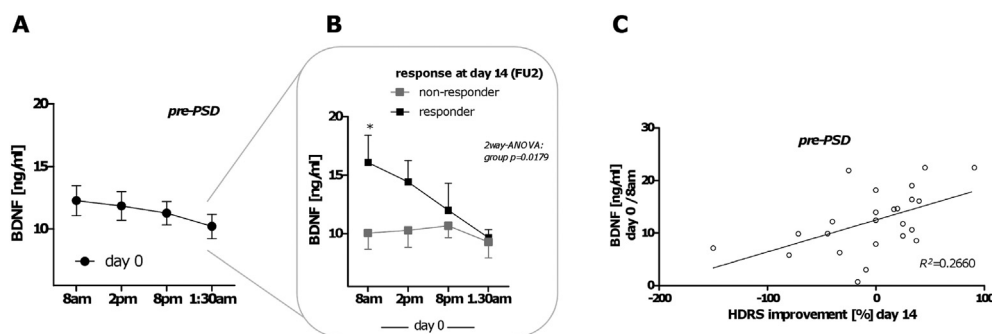 A
pre-PSD
BDNF [ng/ml]
20
15
10
day 0
8am 2pm 8pm 1:30am
B
response at day 14 (FU2)
non-responder
responder
2way-ANOVA:
group p=0.0179
*
BDNF [ng/ml]
20
15
10
8am 2pm 8pm 1.30am
day 0
C
pre-PSD
BDNF [ng/ml]
day 0 /8am
30
20
10
0
R²=0.2660
-200 -100 0 100
HDRS improvement [%] day 14